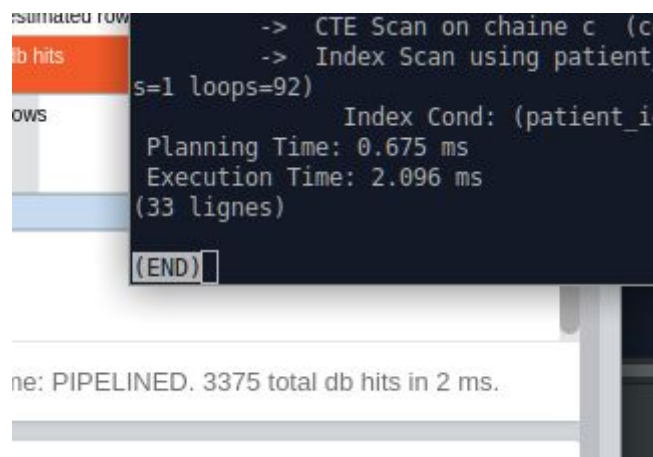 estimated row
db hits
ows
-> CTE Scan on chaine c (c
-> Index Scan using patient
s=1 loops=92)
Index Cond: (patient_i
Planning Time: 0.675 ms
Execution Time: 2.096 ms
(33 lignes)
(END)
ne: PIPELINED. 3375 total db hits in 2 ms.